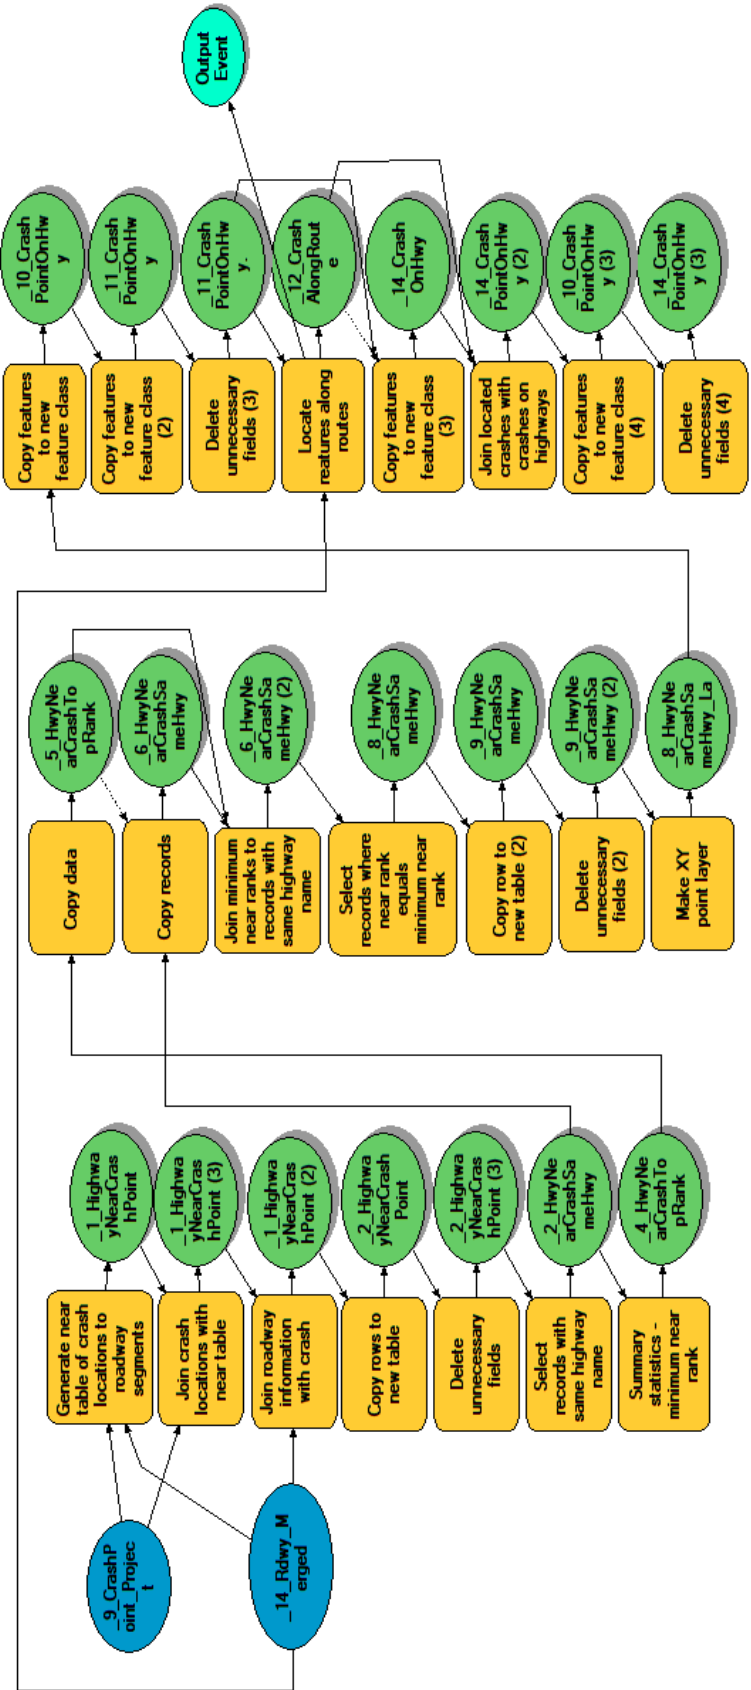 _9_CrashP
oint_Projec
t
_14_Rdwy_M
erged
Generate near
table of crash
locations to
roadway
segments
_1_Highwa
yNearCras
hPoint
Join crash
locations with
near table
_1_Highwa
yNearCras
hPoint (3)
Join roadway
information
with crash
_1_Highwa
yNearCras
hPoint (2)
Copy rows to
new table
_2_Highwa
yNearCrash
Point
Delete
unnecessary
fields
_2_Highwa
yNearCras
hPoint (3)
Select
records with
same highway
name
_2_HwyNe
arCrashSa
meHwy
Summary
statistics -
minimum near
rank
_4_HwyNe
arCrashTo
pRank
Copy data
_5_HwyNe
arCrashTo
pRank
Copy records
_6_HwyNe
arCrashSa
meHwy
Join minimum
near ranks to
records with
same highway
name
_6_HwyNe
arCrashSa
meHwy (2)
Select
records where
near rank
equals
minimum near
rank
_8_HwyNe
arCrashSa
meHwy
Copy row to
new table (2)
_9_HwyNe
arCrashSa
meHwy
Delete
unnecessary
fields (2)
_9_HwyNe
arCrashSa
meHwy (2)
Make XY
point layer
_8_HwyNe
arCrashSa
meHwy_La
Copy features
to new
feature class
_10_Crash
PointOnHw
y
Copy features
to new
feature class
(2)
_11_Crash
PointOnHw
y
Delete
unnecessary
fields (3)
_11_Crash
PointOnHw
y.
Locate
reatures along
routes
_12_Crash
AlongRout
e
Output
Event
Copy features
to new
feature class
(3)
_14_Crash
_OnHwy
Join located
crashes with
crashes on
highways
_14_Crash
PointOnHw
y (2)
Copy features
to new
feature class
(4)
_10_Crash
PointOnHw
y (3)
Delete
unnecessary
fields (4)
_14_Crash
PointOnHw
y (3)